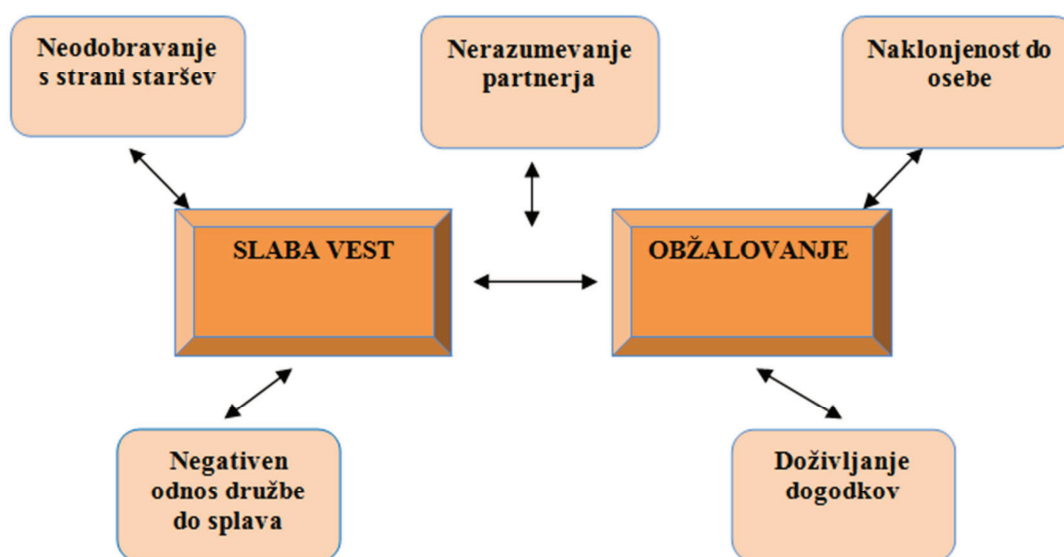 Neodobravanje
s strani staršev
Nerazumevanje
partnerja
Naklonjenost do
osebe
SLABA VEST
OBŽALOVANJE
Negativen
odnos družbe
do splava
Doživljanje
dogodkov